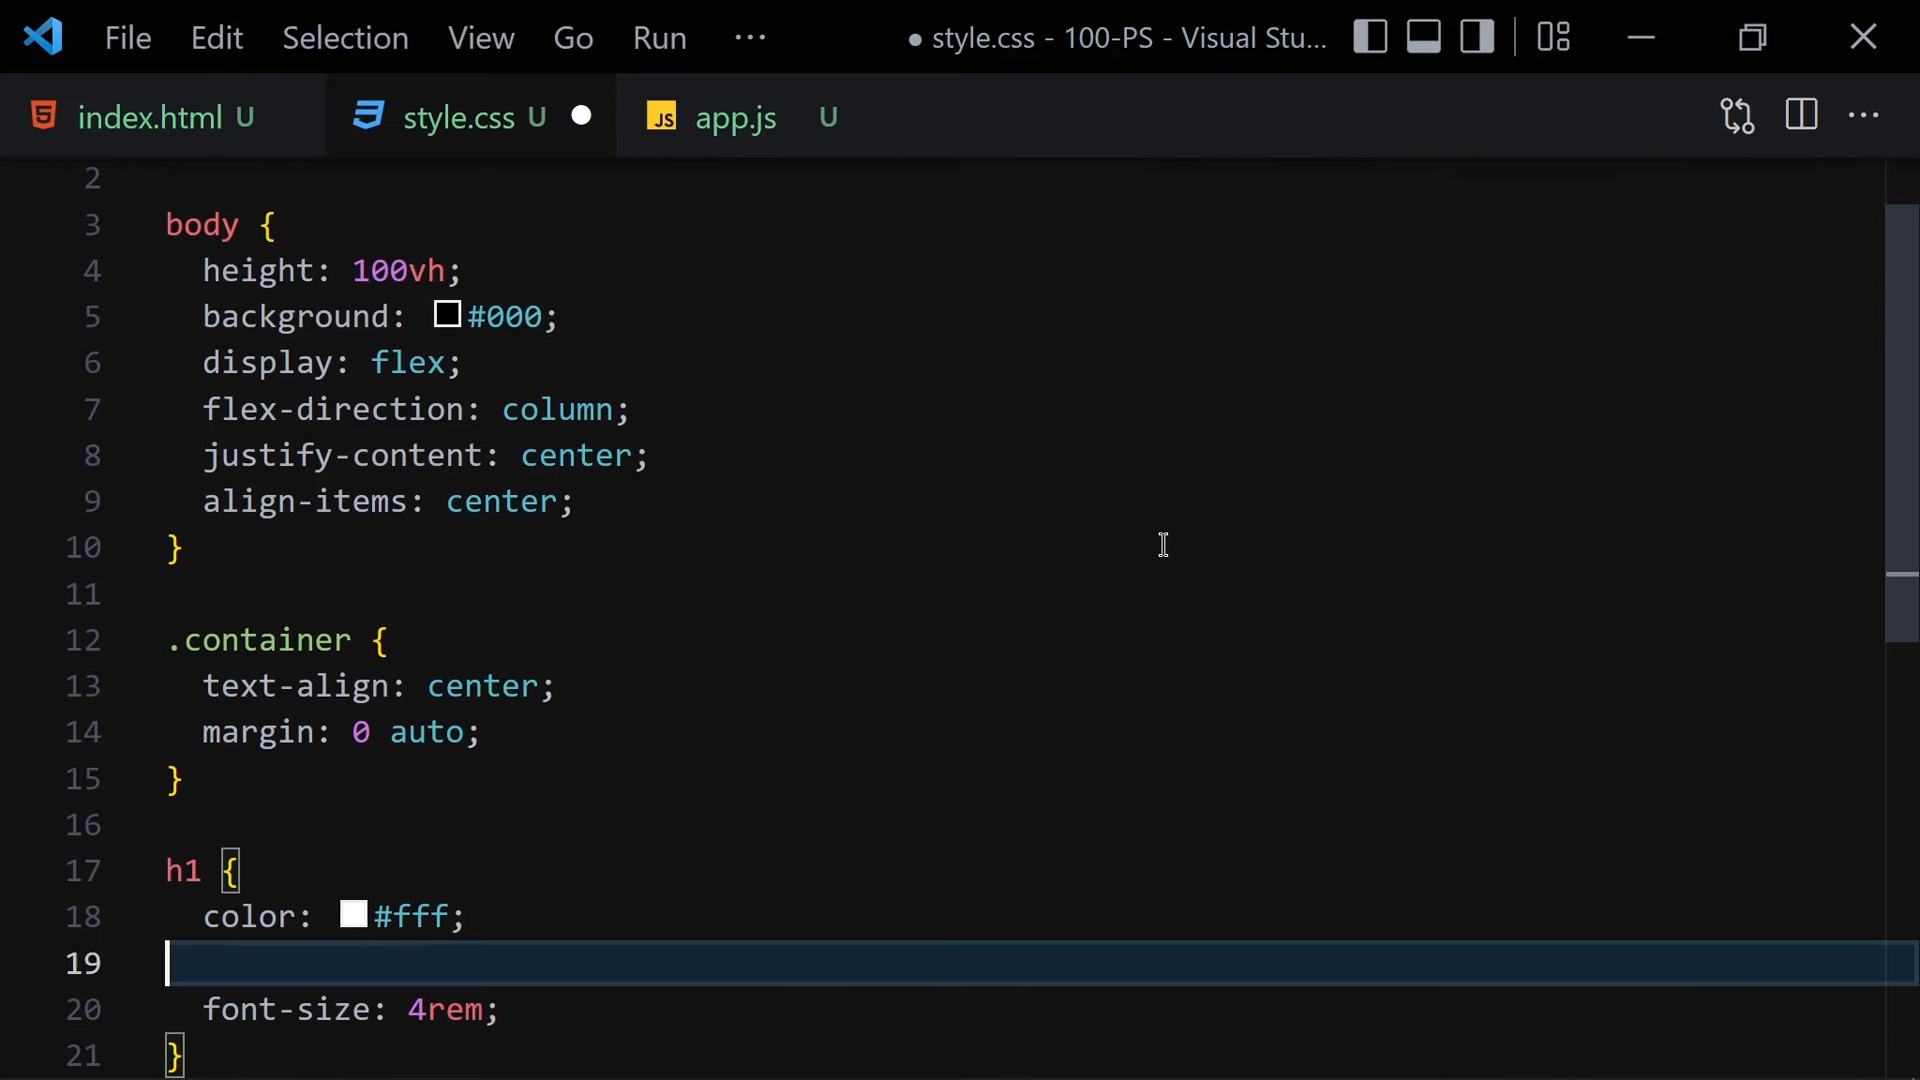 File Edit Selection View Go Run ··· ● style.css - 100-PS - Visual Stu...
index.html U style.css U ● JS app.js U ···
2
3 body {
4 height: 100vh;
5 background: #000;
6 display: flex;
7 flex-direction: column;
8 justify-content: center;
9 align-items: center;
10 }
11
12 .container {
13 text-align: center;
14 margin: 0 auto;
15 }
16
17 h1 {
18 color: #fff;
19
20 font-size: 4rem;
21 }